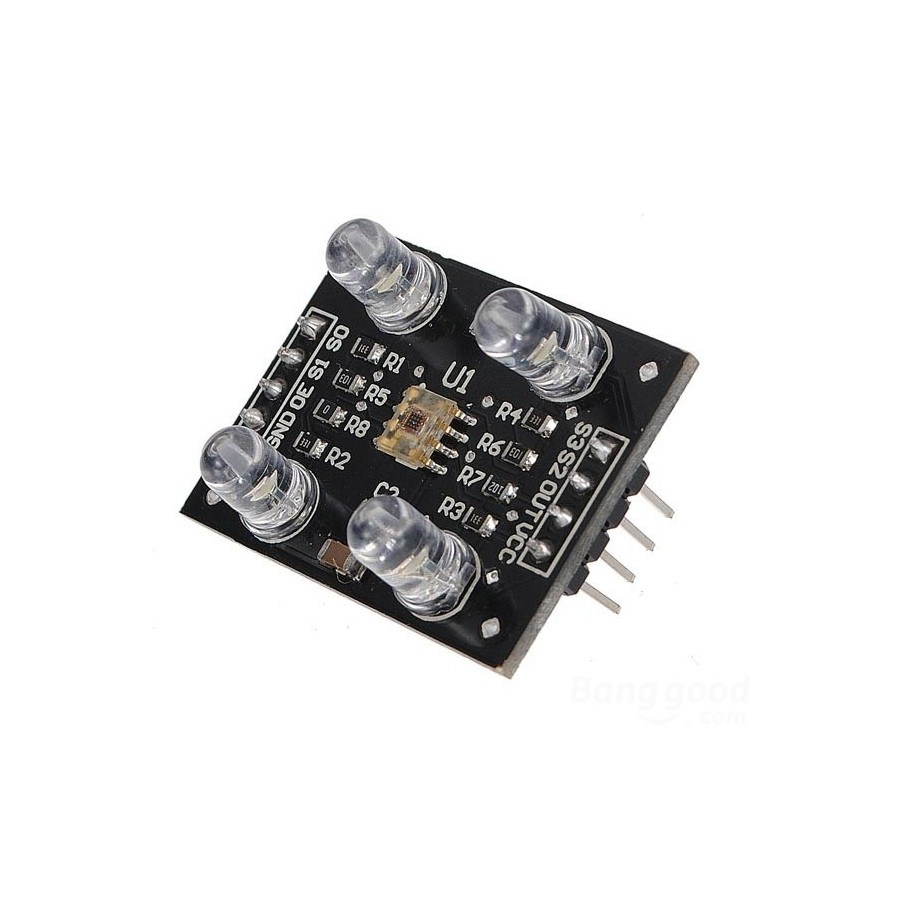 S0
S1
OE
GND
R1
R5
R8
R2
U1
R4
R6
R7
R3
S3
S2
OUT
VCC
C2
Banggood
.com